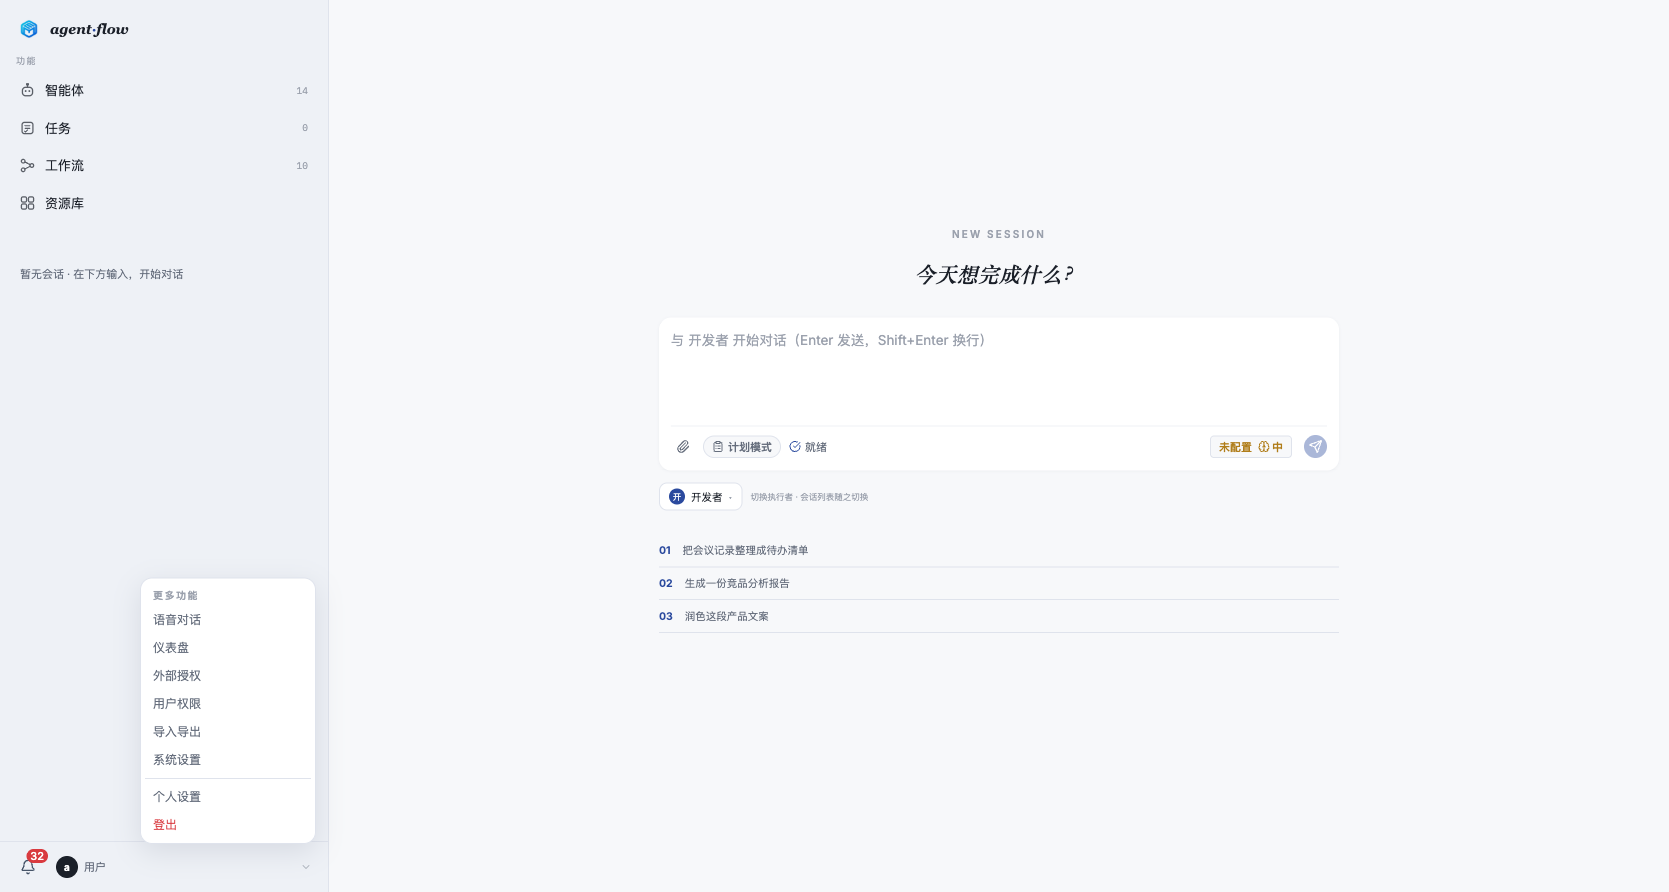 agent·flow
功能
智能体 14
任务 0
工作流 10
资源库
暂无会话 · 在下方输入，开始对话
更多功能
语音对话
仪表盘
外部授权
用户权限
导入导出
系统设置
个人设置
登出
32
a 用户
NEW SESSION
今天想完成什么?
与 开发者 开始对话（Enter 发送，Shift+Enter 换行）
计划模式 就绪 未配置 中
开 开发者 · 切换执行者 · 会话列表随之切换
01 把会议记录整理成待办清单
02 生成一份竞品分析报告
03 润色这段产品文案